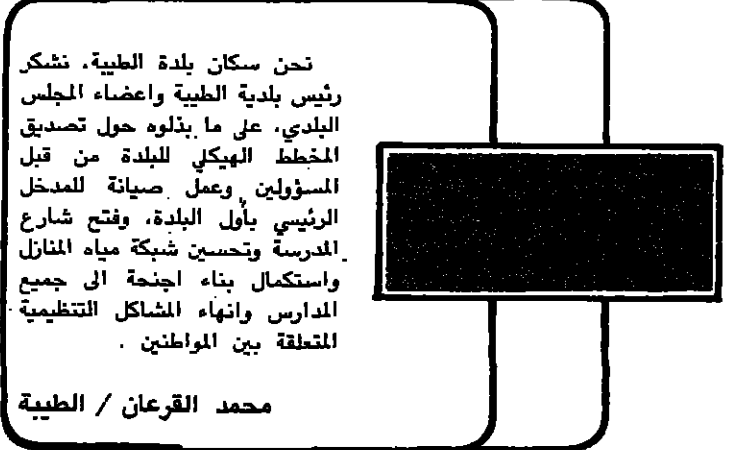 نحن سكان بلدة الطيبة، نشكر
رئيس بلدية الطيبة واعضاء المجلس
البلدي، على ما بذلوه حول تصديق
المخطط الهيكلي للبلدة من قبل
المسؤولين وعمل صيانة للمدخل
الرئيسي بأول البلدة، وفتح شارع
المدرسة وتحسين شبكة مياه المنازل
واستكمال بناء اجنحة الى جميع
المدارس وانهاء المشاكل التنظيمية
المتعلقة بين المواطنين .
محمد القرعان / الطيبة